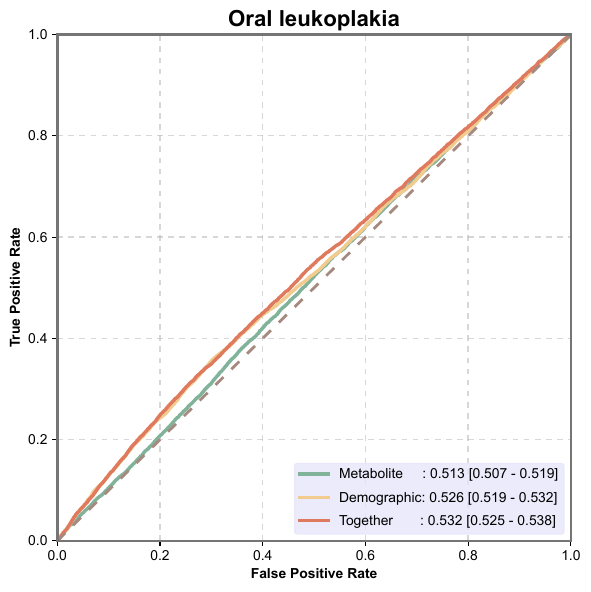 Oral leukoplakia
1.0
0.8
0.6
0.4
0.2
0.0
True Positive Rate
Metabolite : 0.513 [0.507 - 0.519]
Demographic: 0.526 [0.519 - 0.532]
Together : 0.532 [0.525 - 0.538]
0.0 0.2 0.4 0.6 0.8 1.0
False Positive Rate